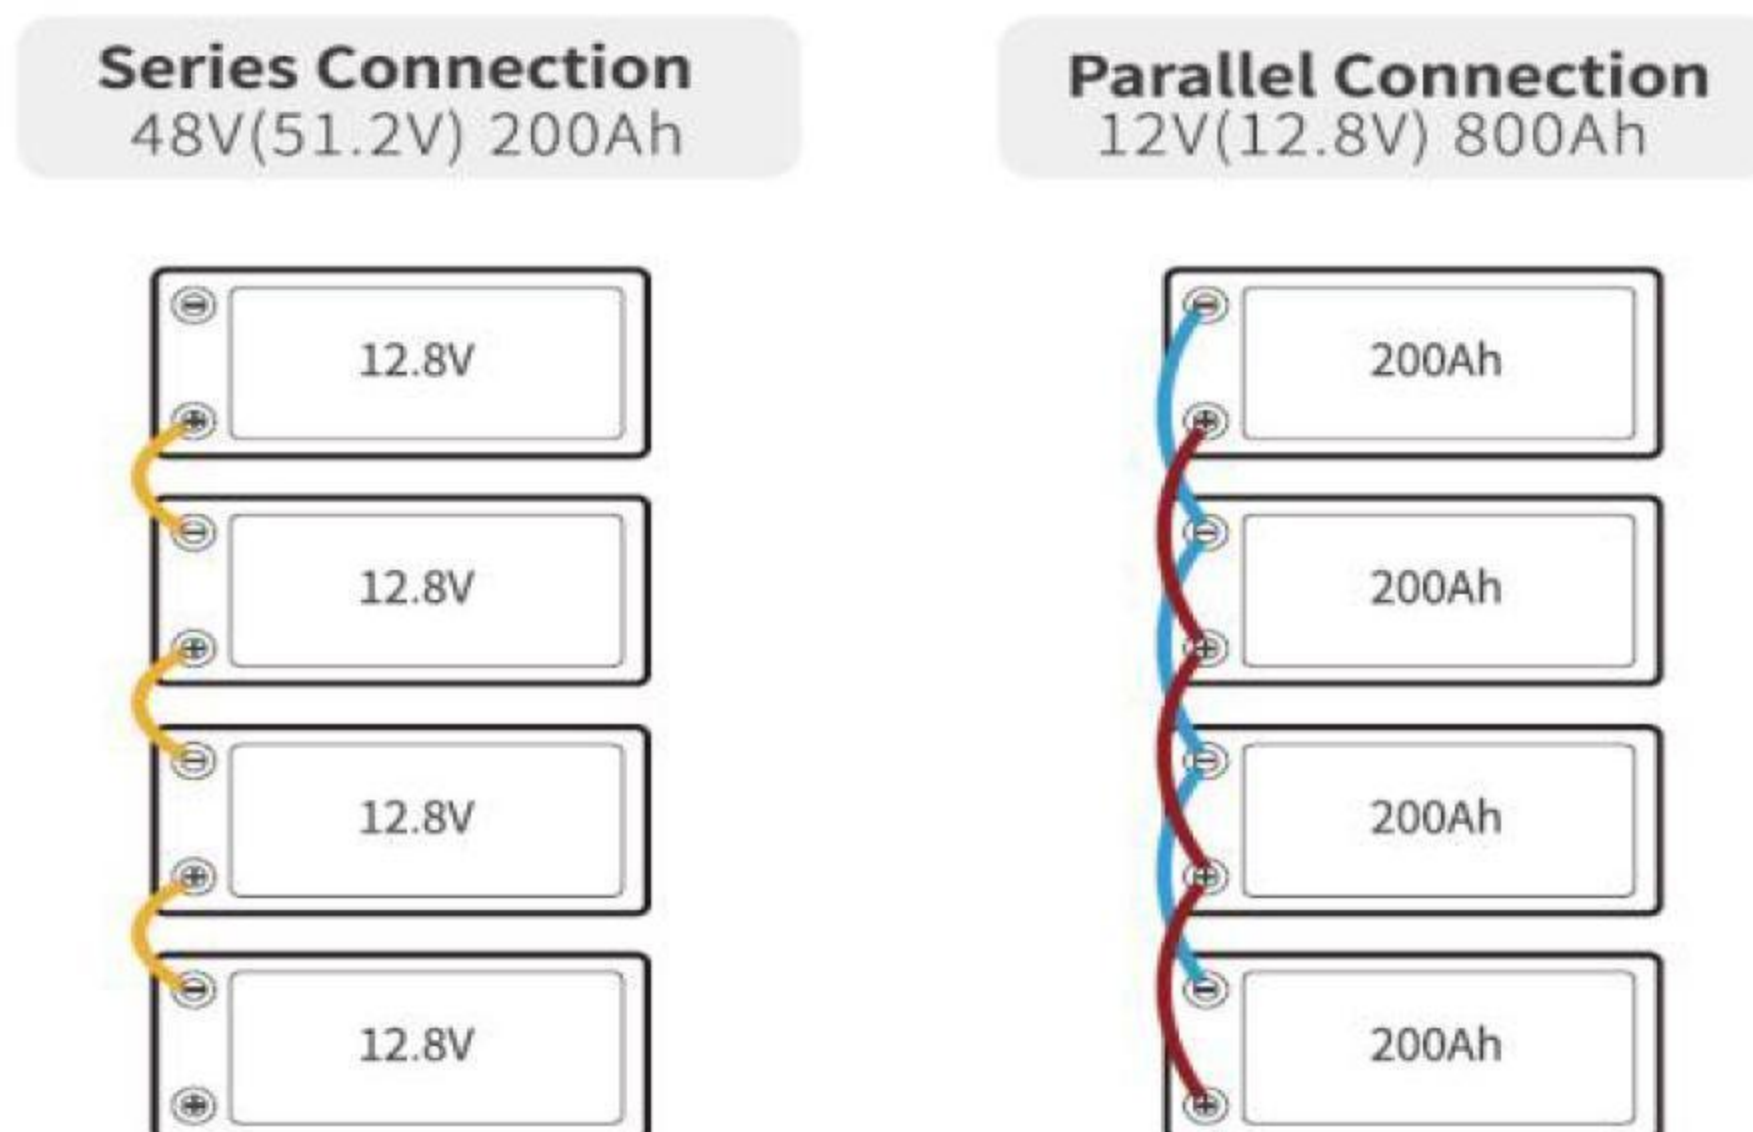 Series Connection
48V(51.2V) 200Ah
12.8V
12.8V
12.8V
12.8V
Parallel Connection
12V(12.8V) 800Ah
200Ah
200Ah
200Ah
200Ah